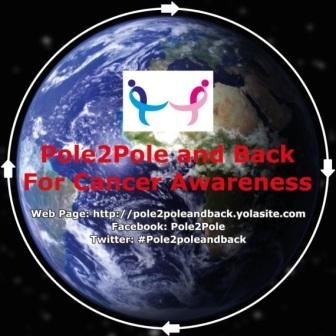 Pole2Pole and Back
For Cancer Awareness
Web Page: http://pole2poleandback.yolasite.com
Facebook: Pole2Pole
Twitter: #Pole2poleandback